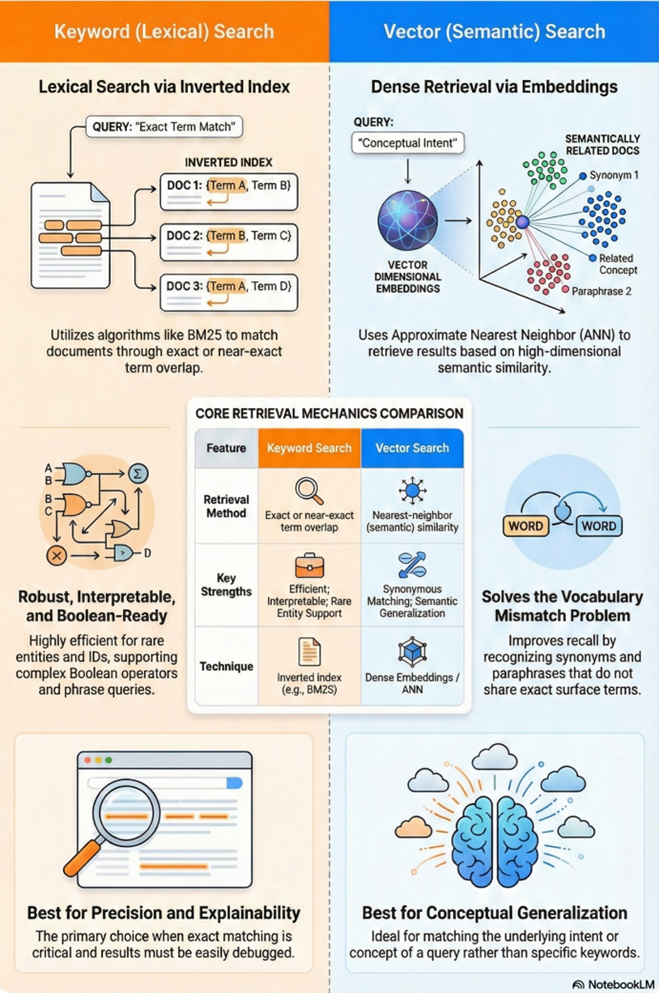 Keyword (Lexical) Search
Vector (Semantic) Search
Lexical Search via Inverted Index
QUERY: "Exact Term Match"
INVERTED INDEX
DOC 1: {Term A, Term B}
DOC 2: {Term B, Term C}
DOC 3: {Term A, Term D}
Utilizes algorithms like BM25 to match
documents through exact or near-exact
term overlap.
Dense Retrieval via Embeddings
QUERY:
"Conceptual Intent"
SEMANTICALLY
RELATED DOCS
Synonym 1
VECTOR
DIMENSIONAL
EMBEDDINGS
Related
Concept
Paraphrase 2
Uses Approximate Nearest Neighbor (ANN) to
retrieve results based on high-dimensional
semantic similarity.
CORE RETRIEVAL MECHANICS COMPARISON
Feature
Keyword Search
Vector Search
Retrieval
Method
Exact or near-exact
term overlap
Nearest-neighbor
(semantic) similarity
Key
Strengths
Efficient;
Interpretable; Rare
Entity Support
Synonymous
Matching; Semantic
Generalization
Technique
Inverted index
(e.g., BM2S)
Dense Embeddings /
ANN
A
B
B
C
Σ
D
Robust, Interpretable,
and Boolean-Ready
Highly efficient for rare
entities and IDs, supporting
complex Boolean operators
and phrase queries.
WORD
WORD
Solves the Vocabulary
Mismatch Problem
Improves recall by
recognizing synonyms and
paraphrases that do not
share exact surface terms.
Best for Precision and Explainability
The primary choice when exact matching is
critical and results must be easily debugged.
Best for Conceptual Generalization
Ideal for matching the underlying intent or
concept of a query rather than specific keywords.
NotebookLM